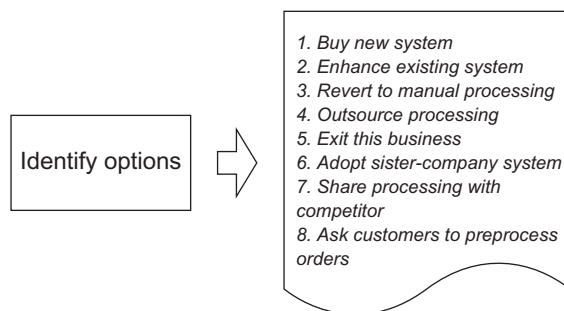 Identify options
1. Buy new system
2. Enhance existing system
3. Revert to manual processing
4. Outsource processing
5. Exit this business
6. Adopt sister-company system
7. Share processing with
competitor
8. Ask customers to preprocess
orders